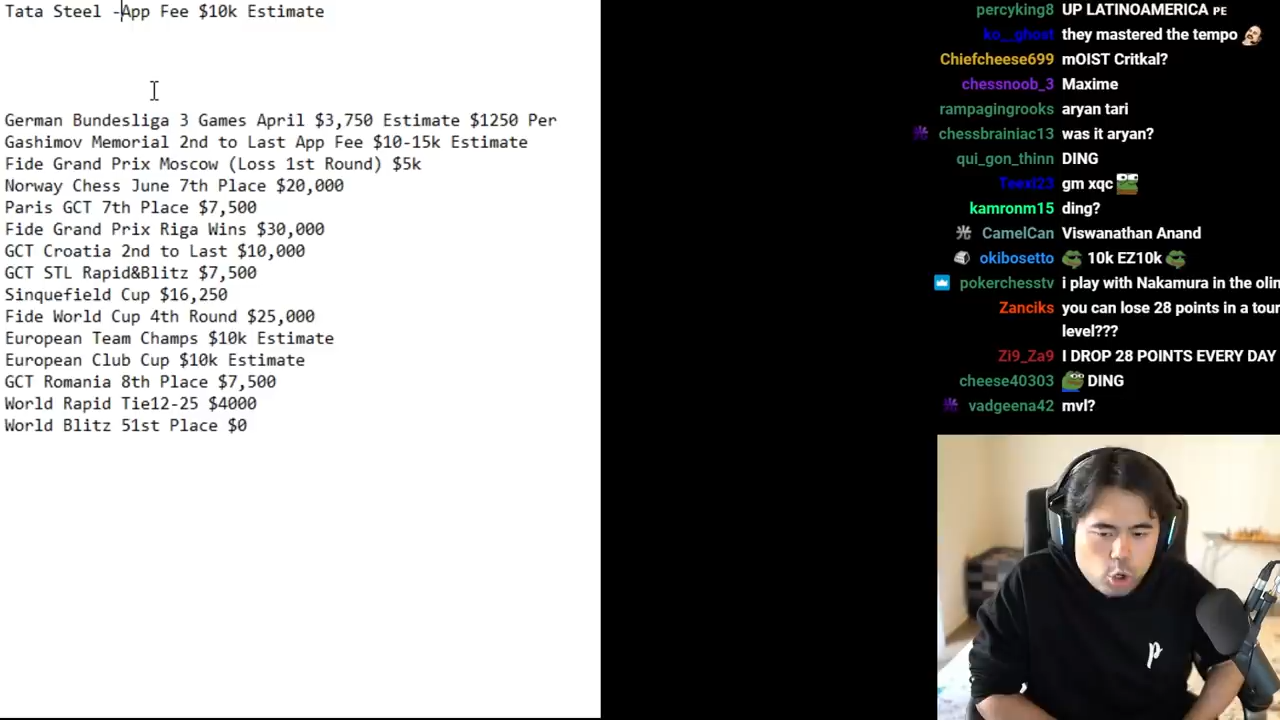 Tata Steel -App Fee $10k Estimate
German Bundesliga 3 Games April $3,750 Estimate $1250 Per
Gashimov Memorial 2nd to Last App Fee $10-15k Estimate
Fide Grand Prix Moscow (Loss 1st Round) $5k
Norway Chess June 7th Place $20,000
Paris GCT 7th Place $7,500
Fide Grand Prix Riga Wins $30,000
GCT Croatia 2nd to Last $10,000
GCT STL Rapid&Blitz $7,500
Sinquefield Cup $16,250
Fide World Cup 4th Round $25,000
European Team Champs $10k Estimate
European Club Cup $10k Estimate
GCT Romania 8th Place $7,500
World Rapid Tie12-25 $4000
World Blitz 51st Place $0
percyking8 UP LATINOAMERICA PE
ko__ghost they mastered the tempo
Chiefcheese699 mOIST Critkal?
chessnoob_3 Maxime
rampagingrooks aryan tari
chessbrainiac13 was it aryan?
qui_gon_thinn DING
gm xqc
kamronm15 ding?
CamelCan Viswanathan Anand
okibosetto 10k EZ10k
pokerchesstv i play with Nakamura in the olin
Zanciks you can lose 28 points in a tour
level???
Zi9_Za9 I DROP 28 POINTS EVERY DAY
cheese40303 DING
vadgeena42 mvl?
p